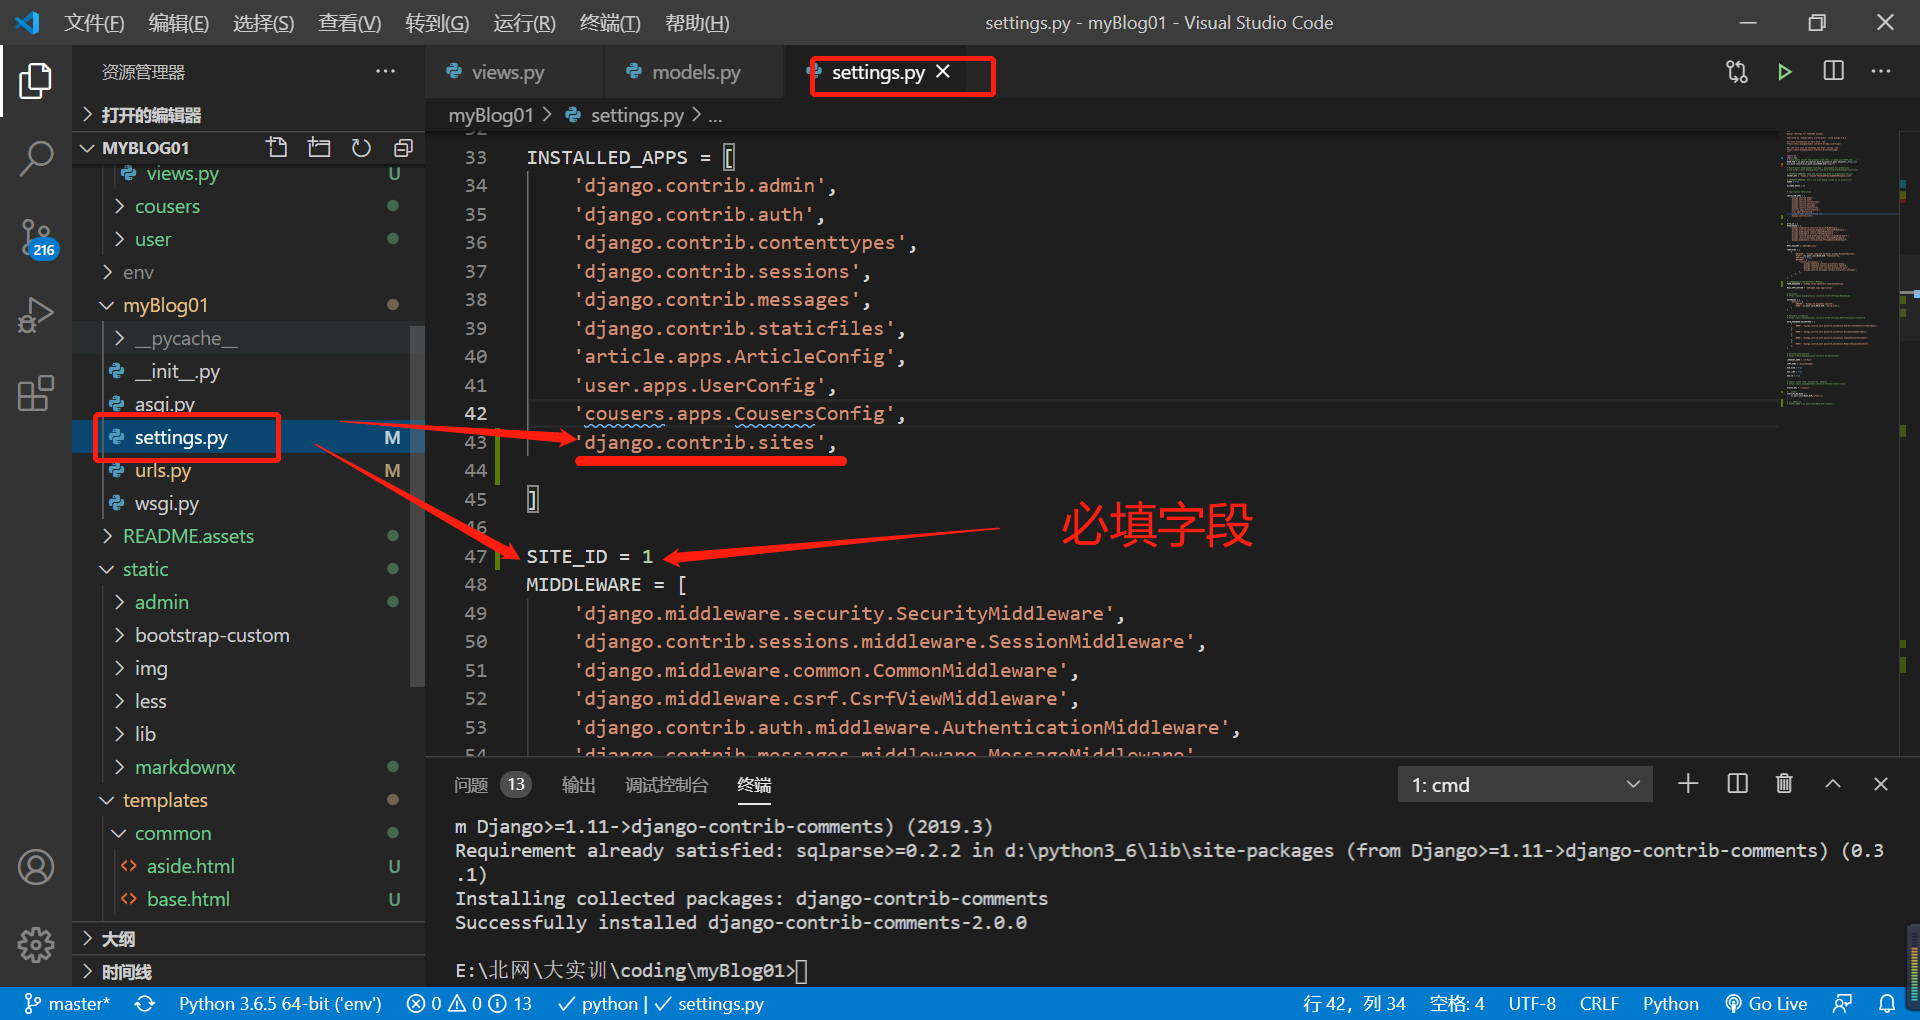 文件(F) 编辑(E) 选择(S) 查看(V) 转到(G) 运行(R) 终端(T) 帮助(H)
settings.py - myBlog01 - Visual Studio Code
资源管理器
打开的编辑器
MYBLOG01
views.py U
cousers
user
env
myBlog01
__pycache__
__init__.py
asgi.py
settings.py M
urls.py M
wsgi.py
README.assets
static
admin
bootstrap-custom
img
less
lib
markdownx
templates
common
aside.html U
base.html U
大纲
时间线
216
views.py models.py settings.py
myBlog01 > settings.py > ...
32
33 INSTALLED_APPS = [
34 'django.contrib.admin',
35 'django.contrib.auth',
36 'django.contrib.contenttypes',
37 'django.contrib.sessions',
38 'django.contrib.messages',
39 'django.contrib.staticfiles',
40 'article.apps.ArticleConfig',
41 'user.apps.UserConfig',
42 'cousers.apps.CousersConfig',
43 'django.contrib.sites',
44
45 ]
46
必填字段
47 SITE_ID = 1
48 MIDDLEWARE = [
49 'django.middleware.security.SecurityMiddleware',
50 'django.contrib.sessions.middleware.SessionMiddleware',
51 'django.middleware.common.CommonMiddleware',
52 'django.middleware.csrf.CsrfViewMiddleware',
53 'django.contrib.auth.middleware.AuthenticationMiddleware',
54 'django.contrib.messages.middleware.MessageMiddleware'
问题 13 输出 调试控制台 终端
1: cmd
m Django>=1.11->django-contrib-comments) (2019.3)
Requirement already satisfied: sqlparse>=0.2.2 in d:\python3_6\lib\site-packages (from Django>=1.11->django-contrib-comments) (0.3
.1)
Installing collected packages: django-contrib-comments
Successfully installed django-contrib-comments-2.0.0
E:\北网\大实训\coding\myBlog01>
master* Python 3.6.5 64-bit ('env') 0 0 13 python | settings.py
行 42，列 34 空格: 4 UTF-8 CRLF Python Go Live